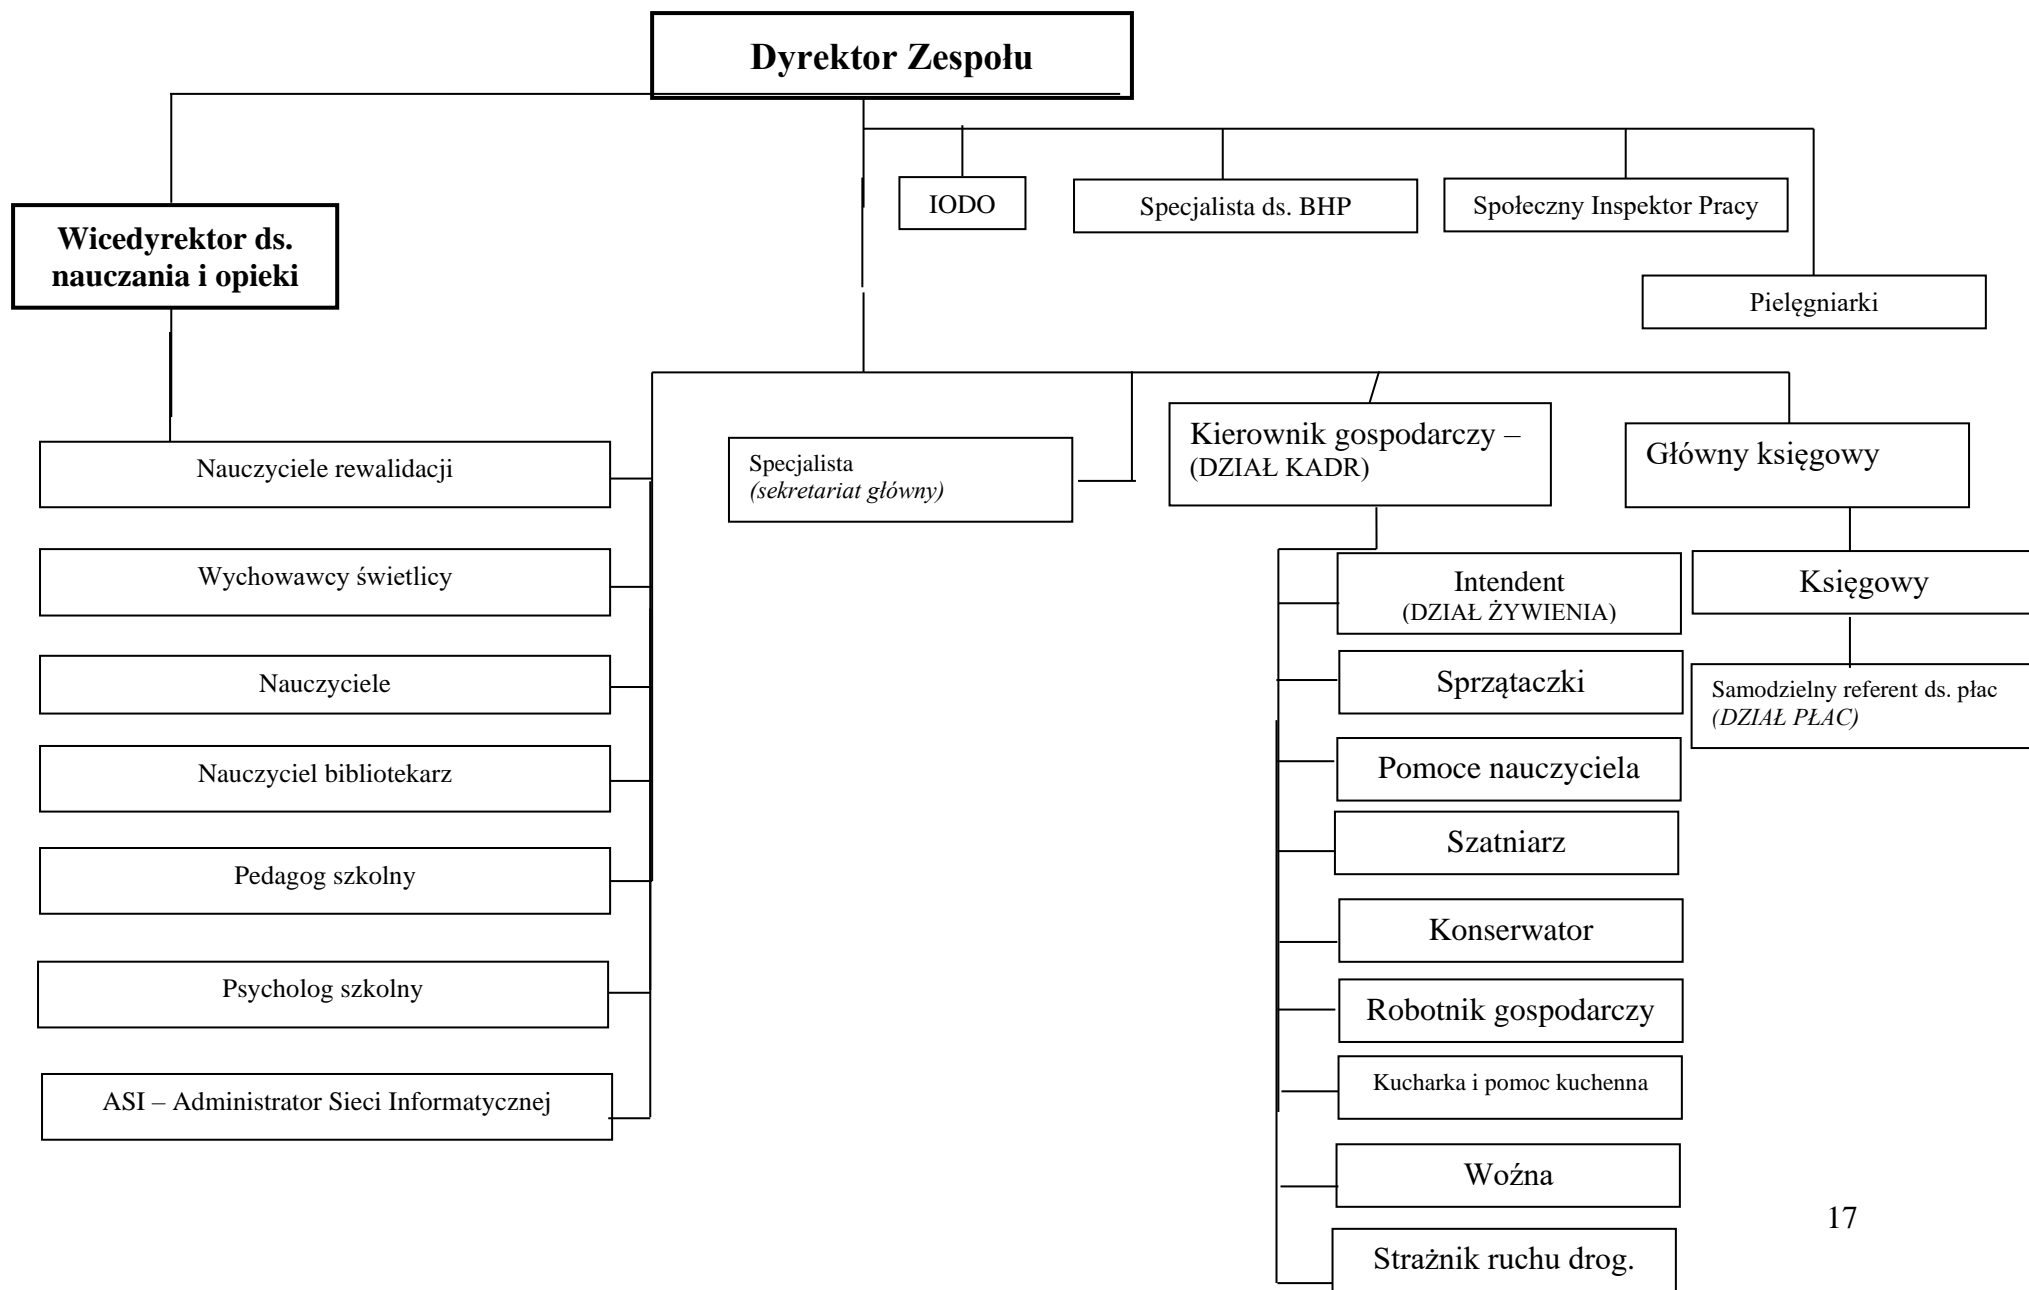 Dyrektor Zespołu
IODO
Specjalista ds. BHP
Społeczny Inspektor Pracy
Wicedyrektor ds.
nauczania i opieki
Pielęgniarki
Nauczyciele rewalidacji
Wychowawcy świetlicy
Nauczyciele
Nauczyciel bibliotekarz
Pedagog szkolny
Psycholog szkolny
ASI – Administrator Sieci Informatycznej
Specjalista
(sekretariat główny)
Kierownik gospodarczy –
(DZIAŁ KADR)
Intendent
(DZIAŁ ŻYWIENIA)
Sprzątaczki
Pomoce nauczyciela
Szatniarz
Konserwator
Robotnik gospodarczy
Kucharka i pomoc kuchenna
Woźna
Strażnik ruchu drog.
Główny księgowy
Księgowy
Samodzielny referent ds. płac
(DZIAŁ PŁAC)
17